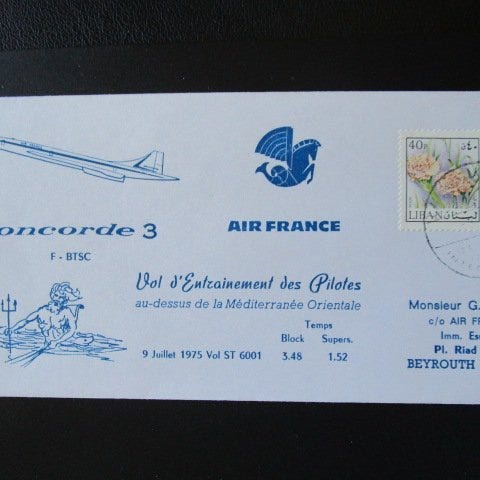 oncorde 3
F - BTSC
AIR FRANCE
40P
٤٠
LIBAN لبنان
Vol d'Entrainement des Pilotes
au-dessus de la Méditerranée Orientale
Temps
Block Supers.
9 Juillet 1975 Vol ST 6001 3.48 1.52
Monsieur G.
c/o AIR FR
Imm. Es
Pl. Riad
BEYROUTH